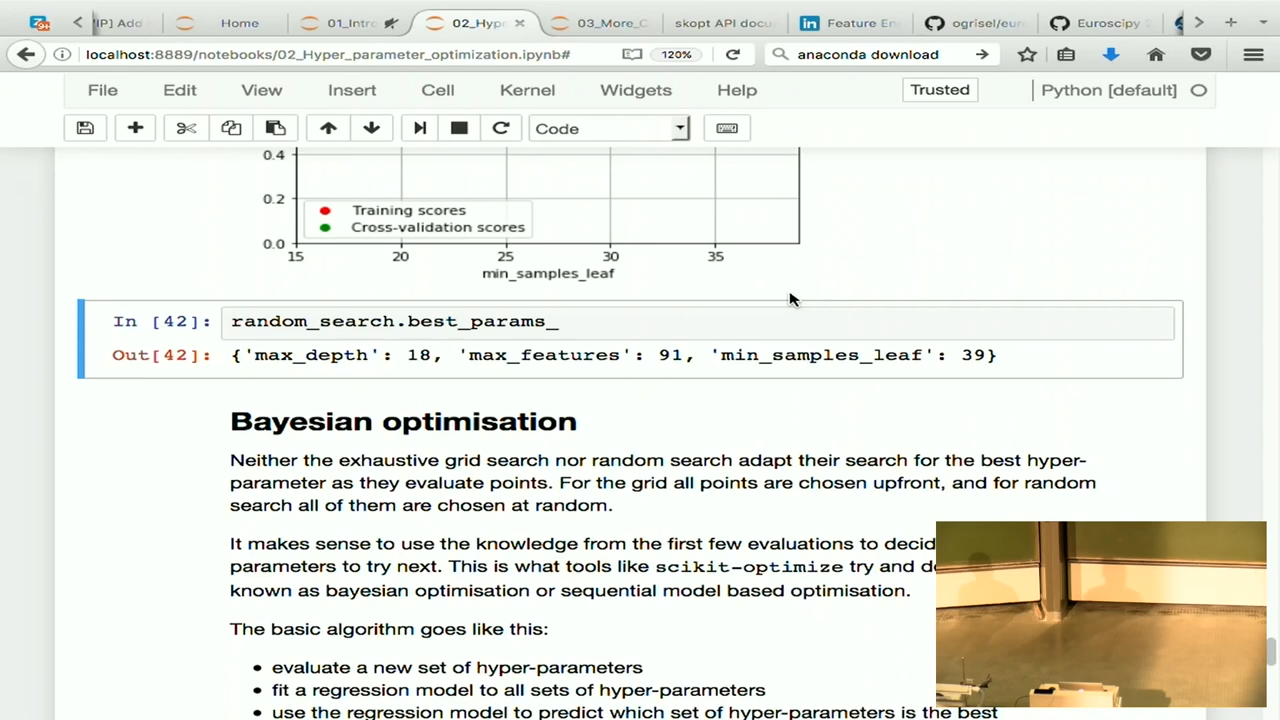 IP] Add
Home
01_Intro
02_Hyp
03_More_C
skopt API docu
Feature En
ogrisel/eur
Euroscipy
localhost:8889/notebooks/02_Hyper_parameter_optimization.ipynb#
120%
anaconda download
File Edit View Insert Cell Kernel Widgets Help
Trusted
Python [default]
Code
0.4
0.2
Training scores
Cross-validation scores
0.0
15 20 25 30 35
min_samples_leaf
In [42]: random_search.best_params_
Out[42]: {'max_depth': 18, 'max_features': 91, 'min_samples_leaf': 39}
Bayesian optimisation
Neither the exhaustive grid search nor random search adapt their search for the best hyper-
parameter as they evaluate points. For the grid all points are chosen upfront, and for random
search all of them are chosen at random.
It makes sense to use the knowledge from the first few evaluations to decid
parameters to try next. This is what tools like scikit-optimize try and d
known as bayesian optimisation or sequential model based optimisation.
The basic algorithm goes like this:
• evaluate a new set of hyper-parameters
• fit a regression model to all sets of hyper-parameters
• use the regression model to predict which set of hyper-parameters is the best